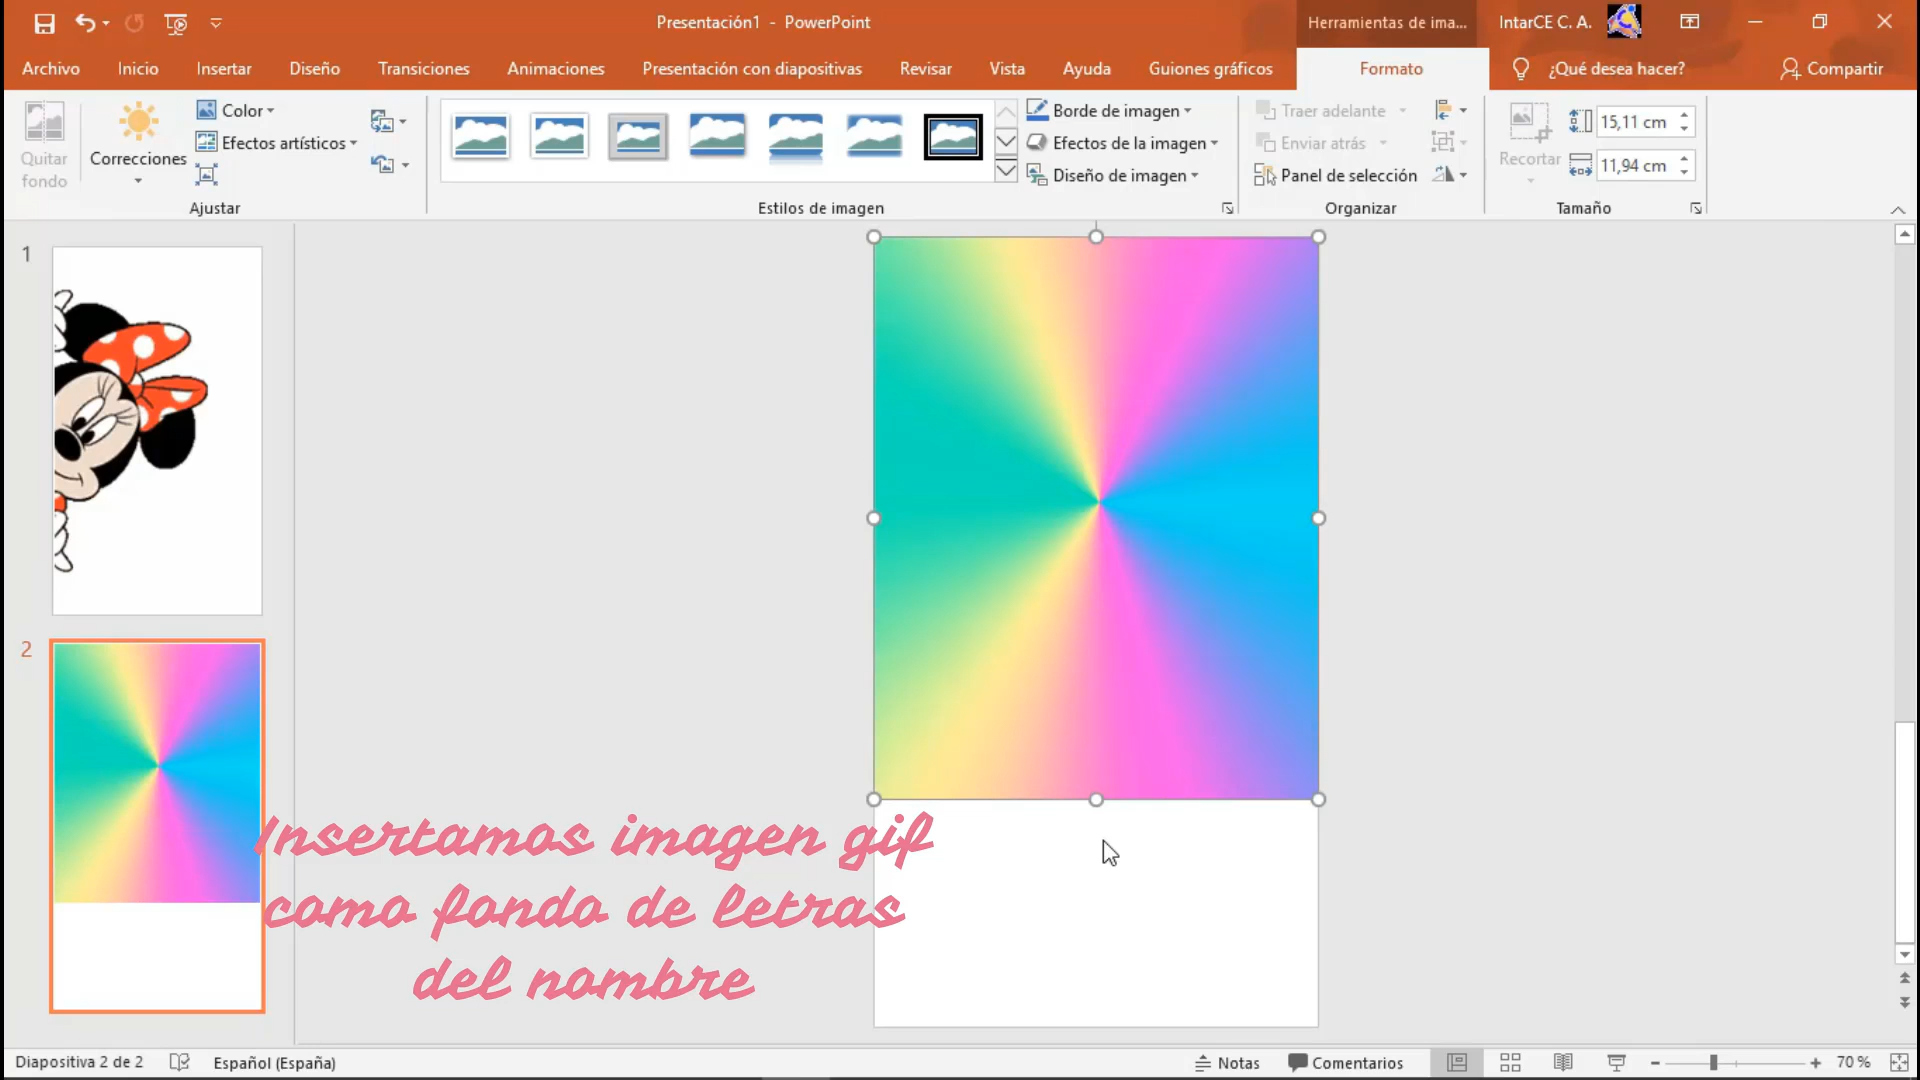 Presentación1 - PowerPoint
Herramientas de ima...
IntarCE C. A.
Archivo
Inicio
Insertar
Diseño
Transiciones
Animaciones
Presentación con diapositivas
Revisar
Vista
Ayuda
Guiones gráficos
Formato
¿Qué desea hacer?
Compartir
Quitar
fondo
Correcciones
Color
Efectos artísticos
Ajustar
Estilos de imagen
Borde de imagen
Efectos de la imagen
Diseño de imagen
Traer adelante
Enviar atrás
Panel de selección
Organizar
Recortar
15,11 cm
11,94 cm
Tamaño
1
2
Insertamos imagen gif
como fondo de letras
del nombre
Diapositiva 2 de 2
Español (España)
Notas
Comentarios
70 %